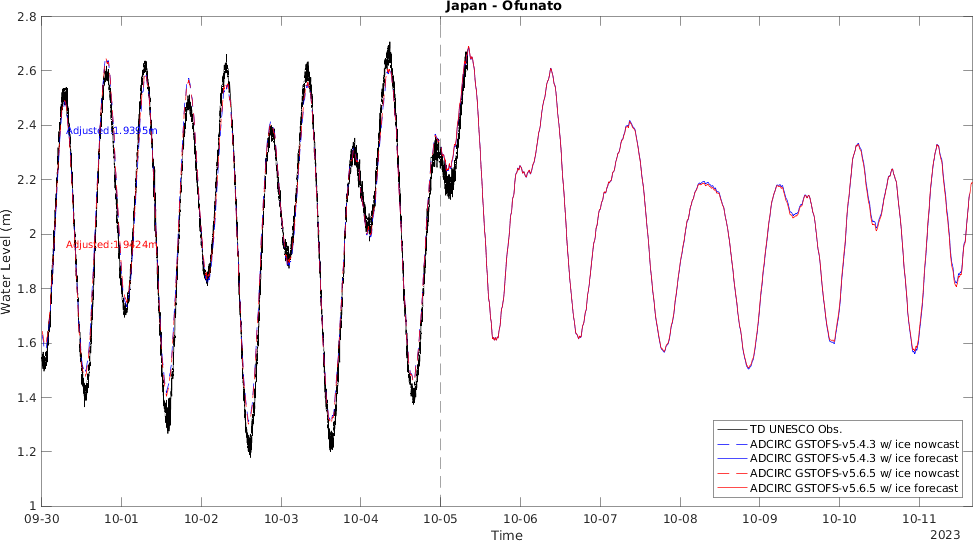 Japan - Ofunato
Water Level (m)
2.8
2.6
2.4
2.2
2
1.8
1.6
1.4
1.2
1
Adjusted:1.9395m
Adjusted:1.9424m
TD UNESCO Obs.
ADCIRC GSTOFS-v5.4.3 w/ ice nowcast
ADCIRC GSTOFS-v5.4.3 w/ ice forecast
ADCIRC GSTOFS-v5.6.5 w/ ice nowcast
ADCIRC GSTOFS-v5.6.5 w/ ice forecast
09-30 10-01 10-02 10-03 10-04 10-05 10-06 10-07 10-08 10-09 10-10 10-11
Time
2023